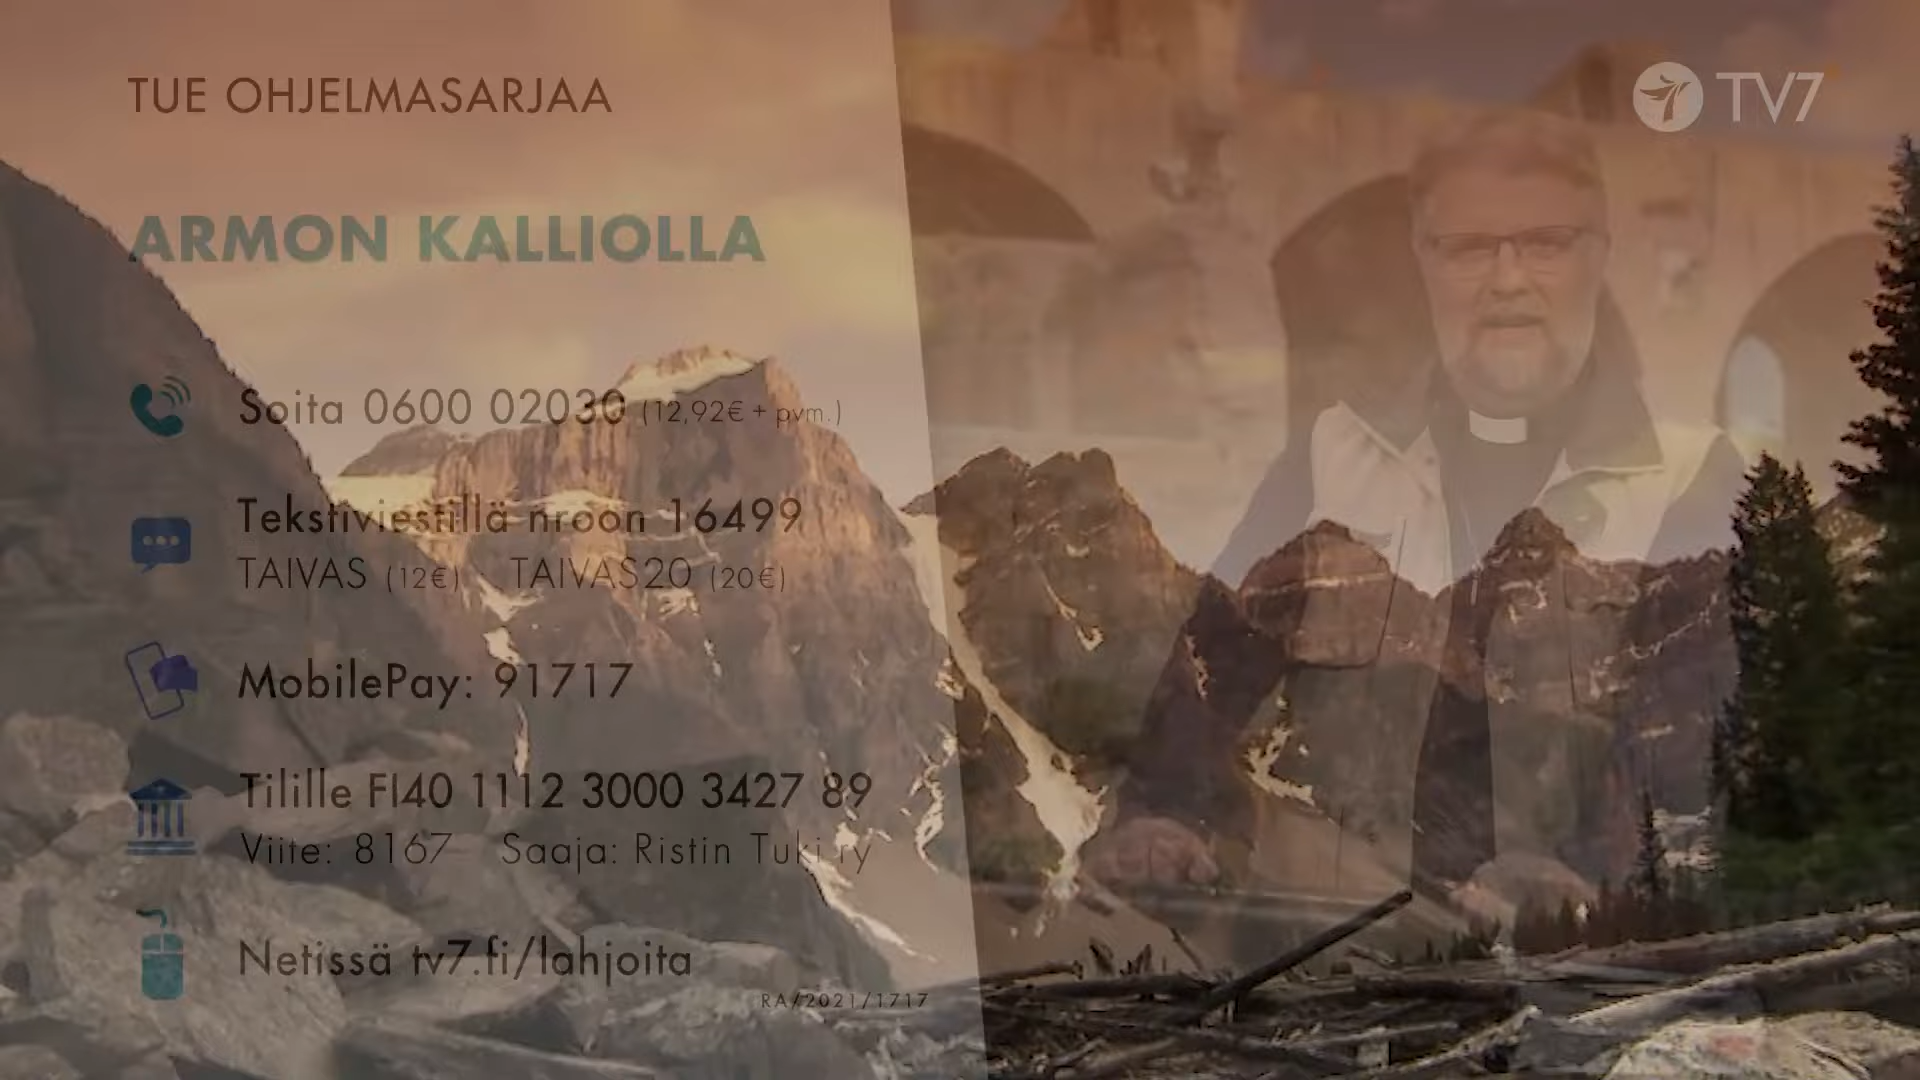 TUE OHJELMASARJAA
TV7
ARMON KALLIOLLA
Soita 0600 02030 (12,92€ + pvm.)
Tekstiviestillä nroon 16499
TAIVAS (12€) TAIVAS20 (20€)
MobilePay: 91717
Tilille FI40 1112 3000 3427 89
Viite: 8167 Saaja: Ristin Tuki ry
Netissä tv7.fi/lahjoita
RA/2021/1717